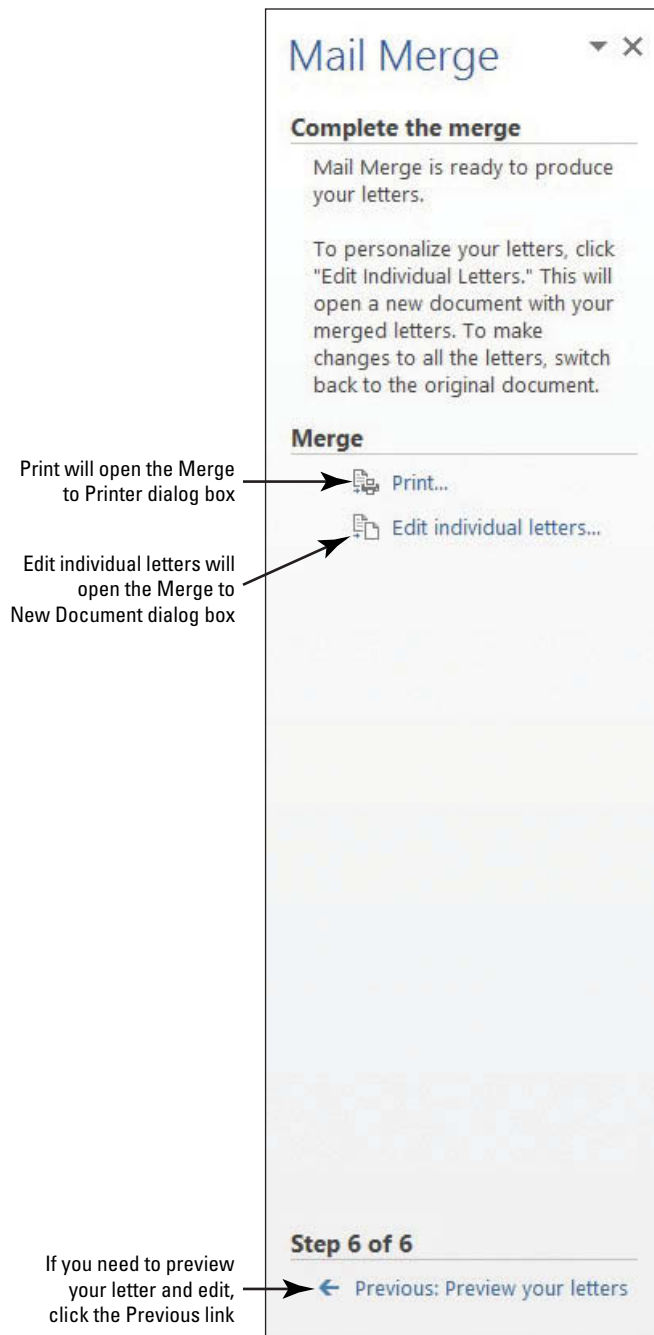 Mail Merge
Complete the merge
Mail Merge is ready to produce
your letters.
To personalize your letters, click
"Edit Individual Letters." This will
open a new document with your
merged letters. To make
changes to all the letters, switch
back to the original document.
Merge
Print will open the Merge
to Printer dialog box
Print...
Edit individual letters will
open the Merge to
New Document dialog box
Edit individual letters...
Step 6 of 6
If you need to preview
your letter and edit,
click the Previous link
Previous: Preview your letters